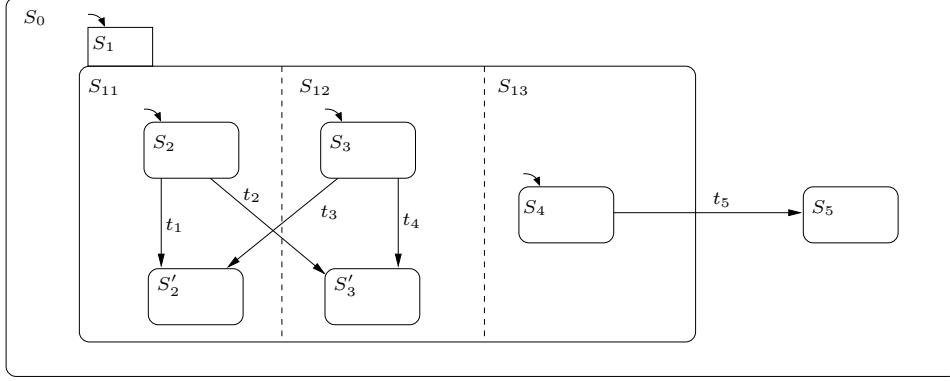 S₀
S₁
S₁₁ S₁₂ S₁₃
S₂ S₃
t₂
S₄ t₅ S₅
t₁ t₃ t₄
S′₂ S′₃